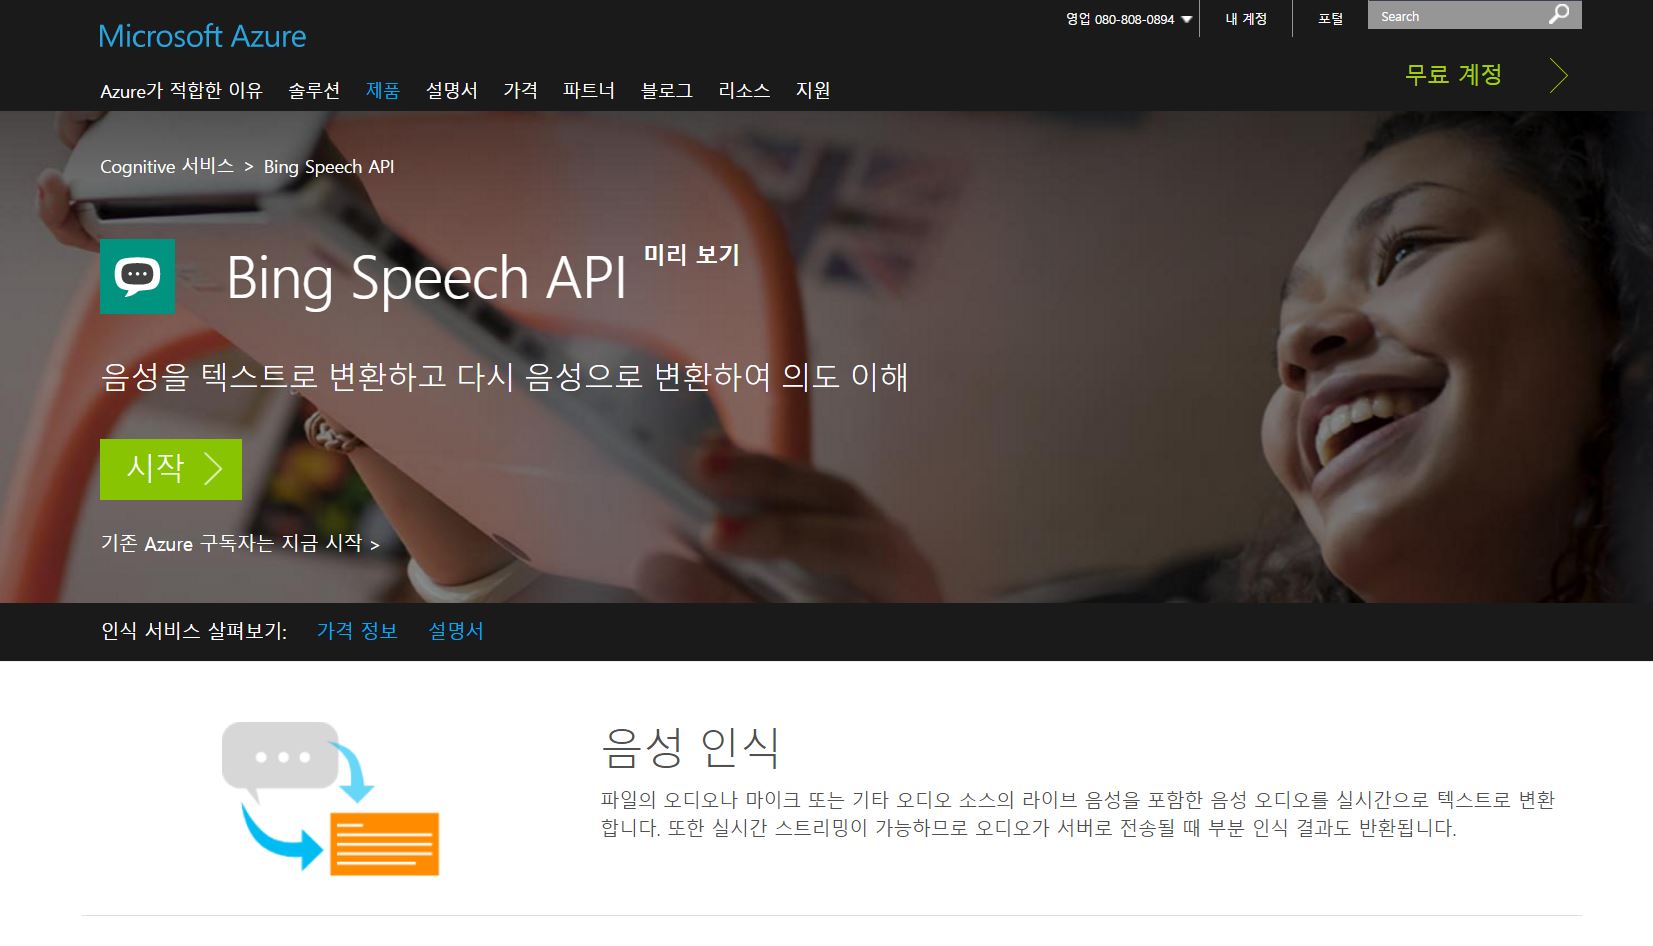 영업 080-808-0894
내 계정
포털
Search
Microsoft Azure
무료 계정
Azure가 적합한 이유 솔루션 제품 설명서 가격 파트너 블로그 리소스 지원
Cognitive 서비스 > Bing Speech API
Bing Speech API 미리 보기
음성을 텍스트로 변환하고 다시 음성으로 변환하여 의도 이해
시작
기존 Azure 구독자는 지금 시작 >
인식 서비스 살펴보기: 가격 정보 설명서
음성 인식
파일의 오디오나 마이크 또는 기타 오디오 소스의 라이브 음성을 포함한 음성 오디오를 실시간으로 텍스트로 변환
합니다. 또한 실시간 스트리밍이 가능하므로 오디오가 서버로 전송될 때 부분 인식 결과도 반환됩니다.